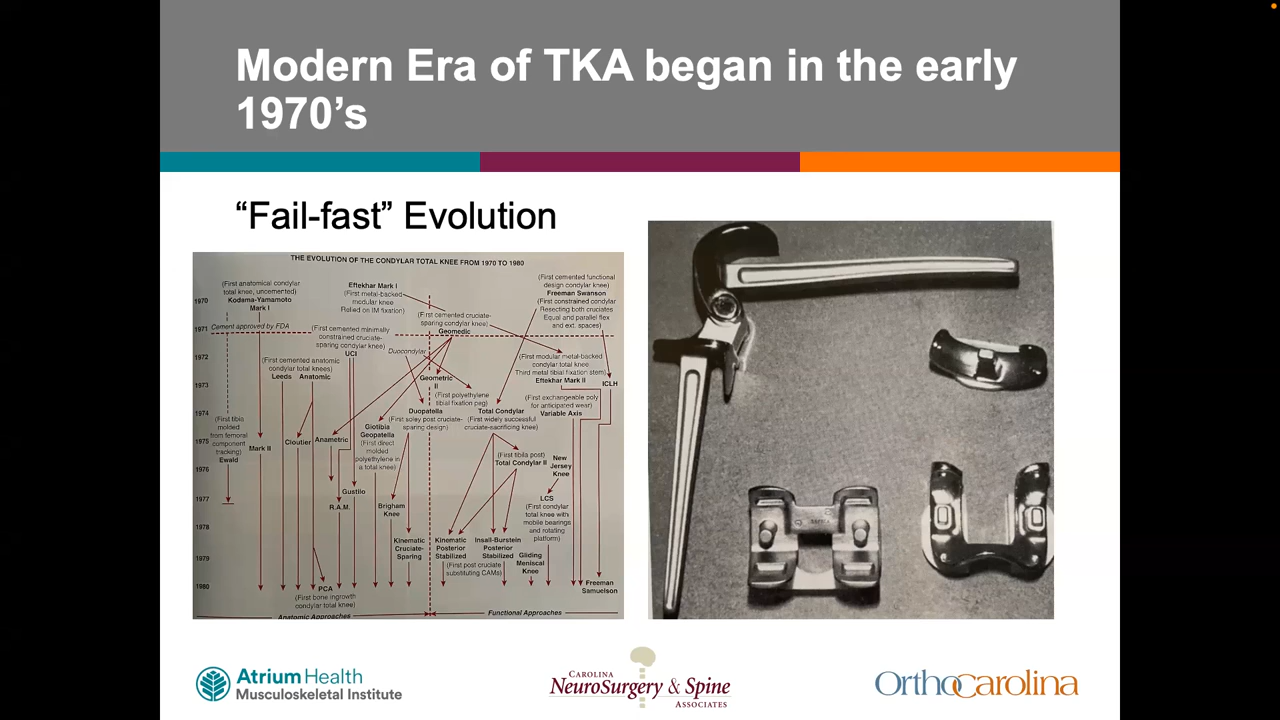 Modern Era of TKA began in the early
1970’s
“Fail-fast” Evolution
THE EVOLUTION OF THE CONDYLAR TOTAL KNEE FROM 1970 TO 1980
1970
1971
1972
1973
1974
1975
1976
1977
1978
1979
1980
(First anatomical condylar
total knee, uncemented)
Kodama-Yamamoto
Mark I
Cement approved by FDA
Eftekhar Mark I
(First metal-backed
modular knee
Relied on IM fixation)
(First cemented cruciate-
sparing condylar knee)
Geomedic
(First cemented functional
design condylar knee)
Freeman Swanson
(First constrained condylar
Resecting both cruciates
Equal and parallel flex
and ext. spaces)
(First cemented minimally
constrained cruciate-
sparing condylar knee)
UCI
Duocondylar
(First cemented anatomic
condylar total knees)
Leeds Anatomic
(First modular metal-backed
condylar total knee
Third metal tibial fixation stem)
Eftekhar Mark II
ICLH
Geometric
II
(First polyethylene
tibial fixation peg)
(First exchangeable poly
for anticipated wear)
Variable Axis
Duopatella
(First soley post cruciate-
sparing design)
Total Condylar
(First widely successful
cruciate-sacrificing knee)
(First tibia
molded
from femoral
component
tracking)
Ewald
Mark II
Cloutier
Anametric
Giotibia
Geopatella
(First direct
molded
polyethylene in
a total knee)
(First tibila post)
Total Condylar II
New
Jersey
Knee
Gustilo
R.A.M.
Brigham
Knee
LCS
(First condylar
total knee with
mobile bearings
and rotating
platform)
Kinematic
Cruciate-
Sparing
Kinematic
Posterior
Stabilized
Insall-Burstein
Posterior
Stabilized
(First post cruciate
substituting CAMs)
Gliding
Meniscal
Knee
Freeman
Samuelson
PCA
(First bone ingrowth
condylar total knee)
Anatomic Approaches
Functional Approaches
Atrium Health
Musculoskeletal Institute
CAROLINA
NEUROSURGERY & SPINE
ASSOCIATES
OrthoCarolina